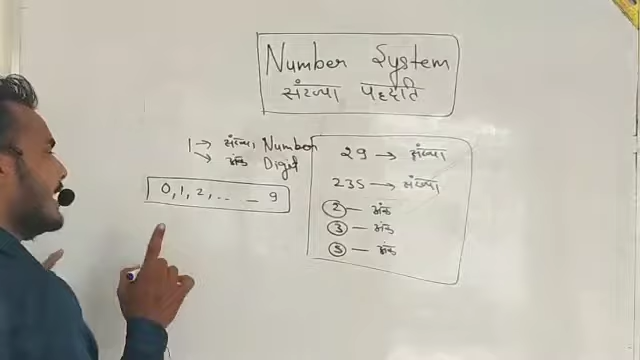 Number System
संख्या पद्धति
1 → संख्या Number
→ अंक Digit
0, 1, 2, .. _ _ 9
29 → संख्या
235 → संख्या
2 — अंक
3 — अंक
5 — अंक